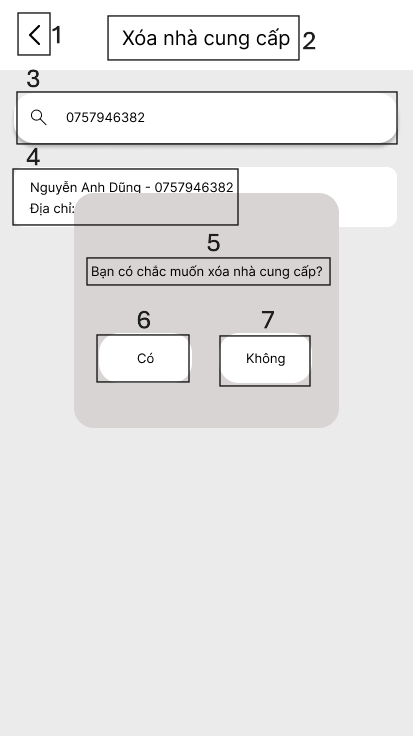 1
Xóa nhà cung cấp
2
3
0757946382
4
Nguyễn Anh Dũng - 0757946382
Địa chỉ:
5
Bạn có chắc muốn xóa nhà cung cấp?
6
7
Có
Không